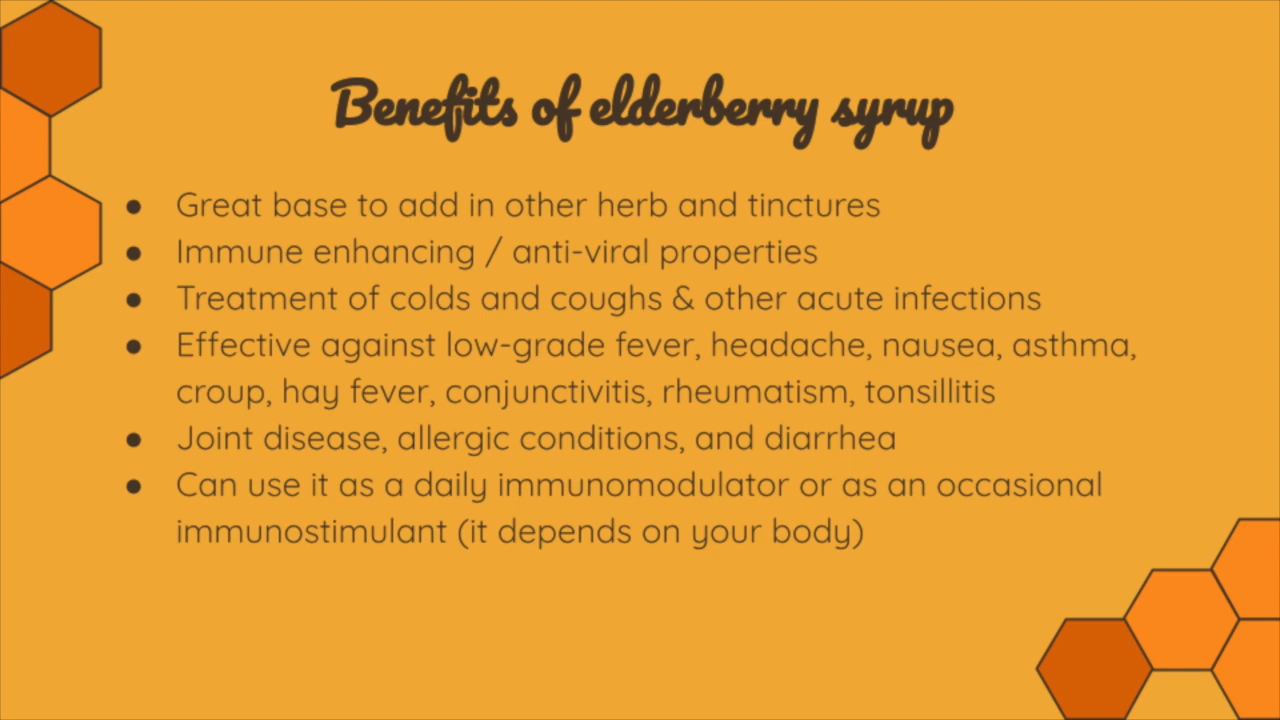 Benefits of elderberry syrup
● Great base to add in other herb and tinctures
● Immune enhancing / anti-viral properties
● Treatment of colds and coughs & other acute infections
● Effective against low-grade fever, headache, nausea, asthma,
croup, hay fever, conjunctivitis, rheumatism, tonsillitis
● Joint disease, allergic conditions, and diarrhea
● Can use it as a daily immunomodulator or as an occasional
immunostimulant (it depends on your body)